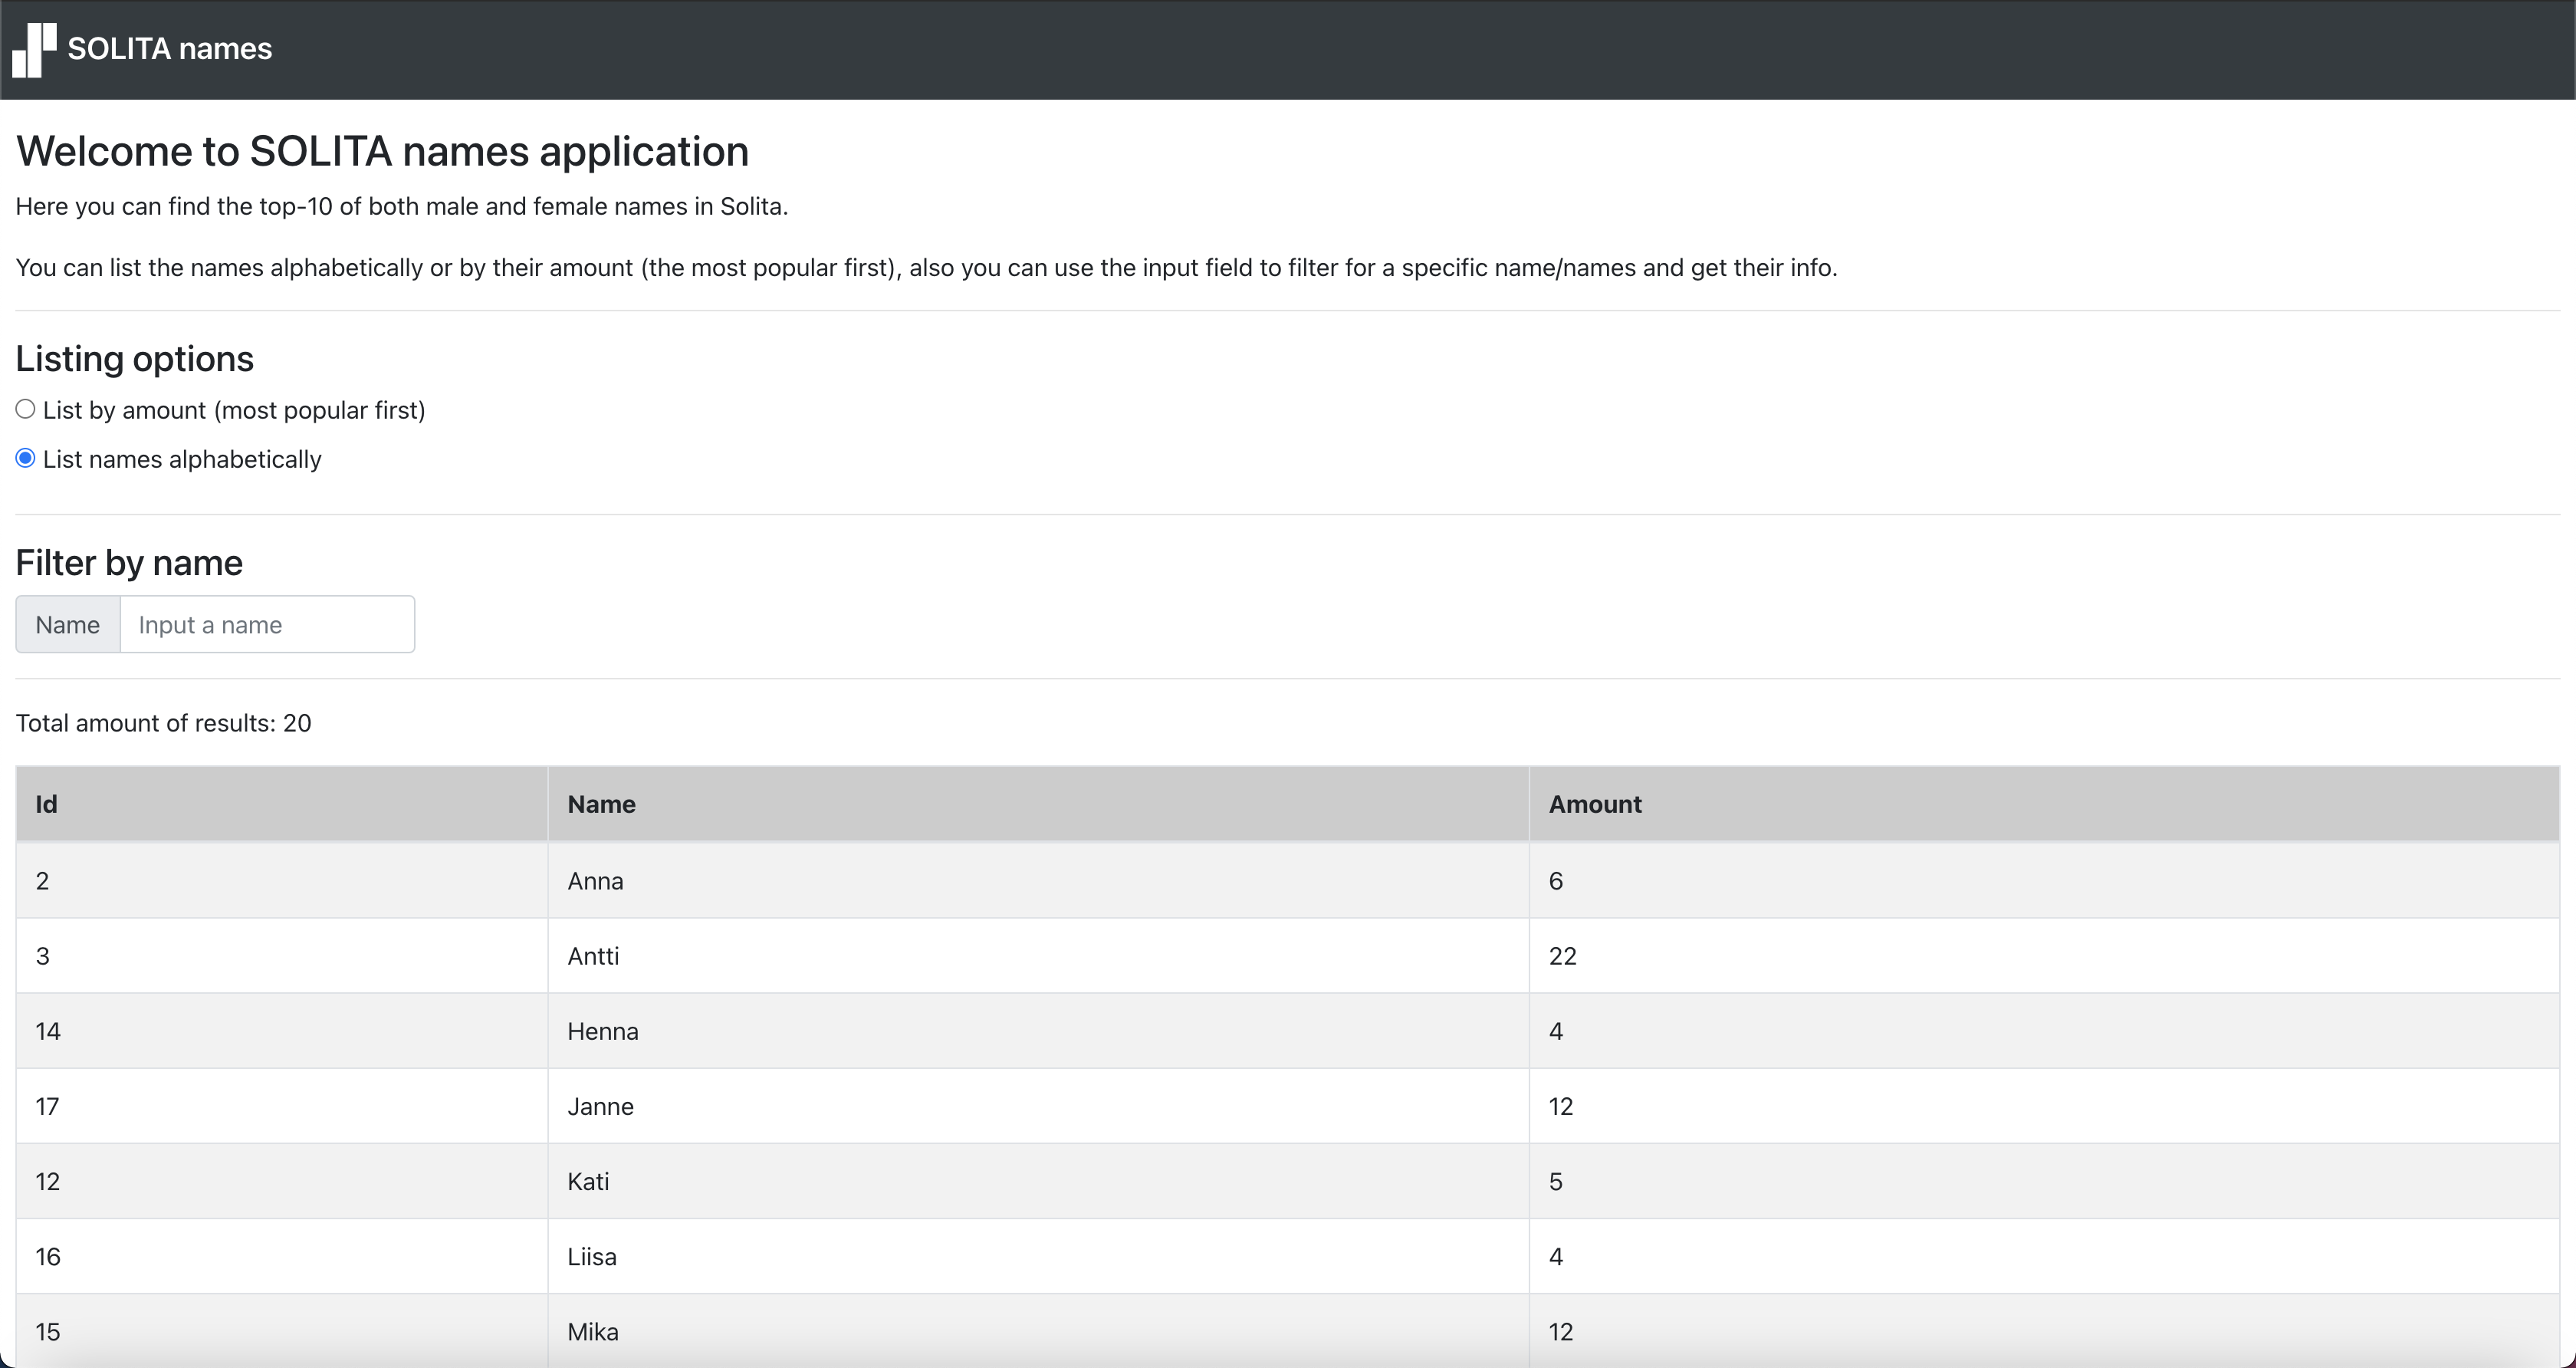 SOLITA names
Welcome to SOLITA names application
Here you can find the top-10 of both male and female names in Solita.
You can list the names alphabetically or by their amount (the most popular first), also you can use the input field to filter for a specific name/names and get their info.
Listing options
List by amount (most popular first)
List names alphabetically
Filter by name
Name Input a name
Total amount of results: 20
Id Name Amount
2 Anna 6
3 Antti 22
14 Henna 4
17 Janne 12
12 Kati 5
16 Liisa 4
15 Mika 12